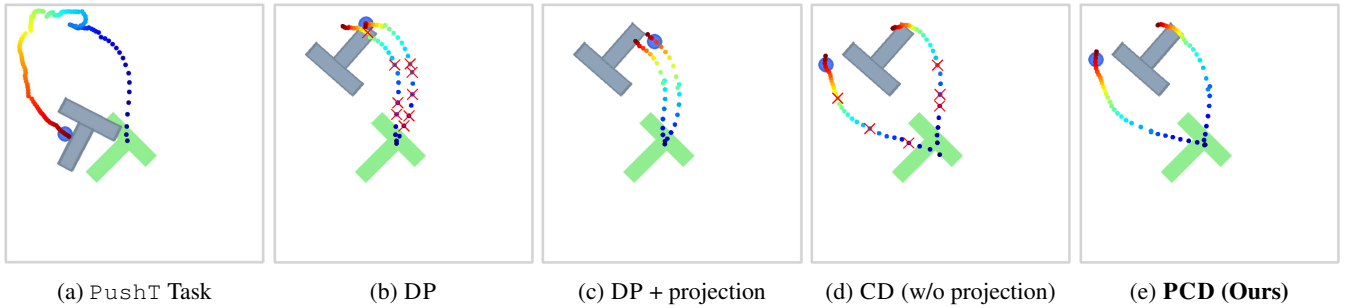 (a) PushT Task
(b) DP
(c) DP + projection
(d) CD (w/o projection)
(e) PCD (Ours)